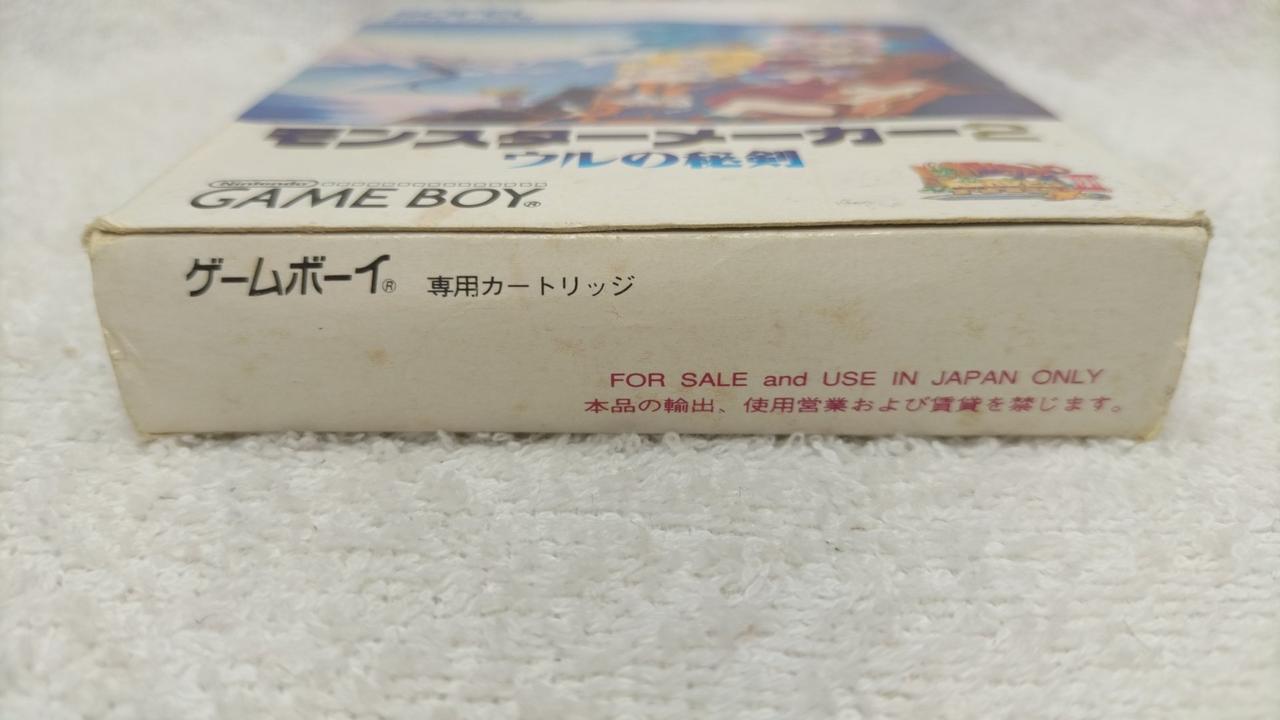 モンスターメーカー2
ウルの秘剣
Nintendo
GAME BOY®
ゲームボーイ® 専用カートリッジ
FOR SALE and USE IN JAPAN ONLY
本品の輸出、使用営業および賃貸を禁じます。